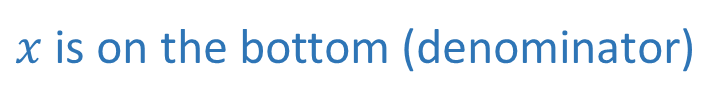 x is on the bottom (denominator)